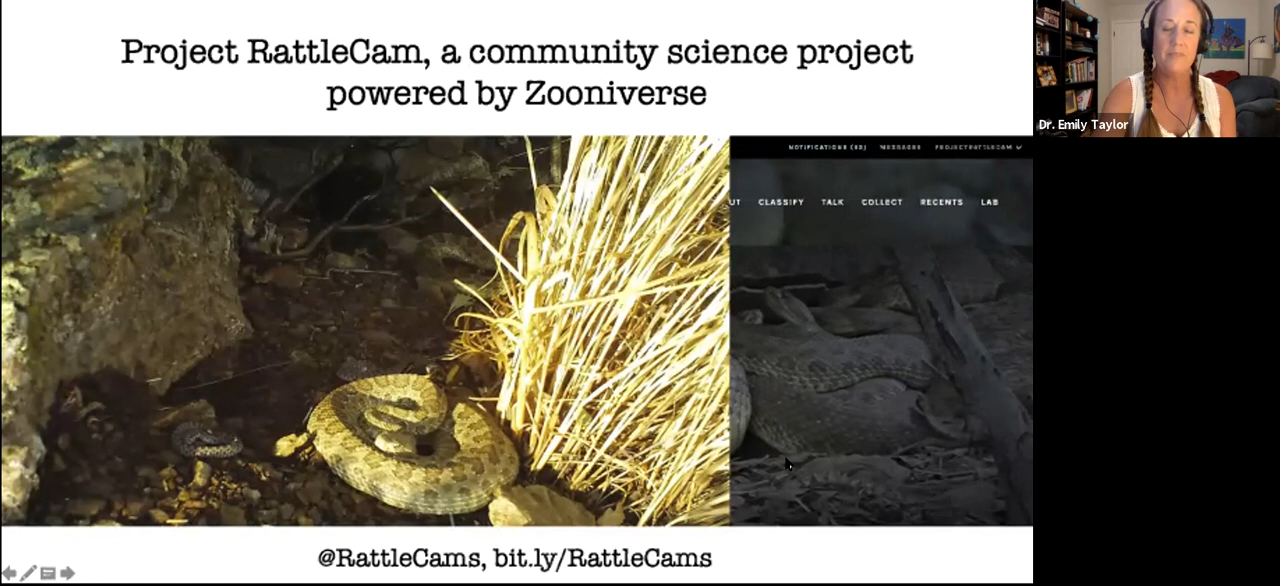 Project RattleCam, a community science project
powered by Zooniverse
Dr. Emily Taylor
NOTIFICATIONS (98) MESSAGES PROJECTRATTLECAM
UT CLASSIFY TALK COLLECT RECENTS LAB
@RattleCams, bit.ly/RattleCams